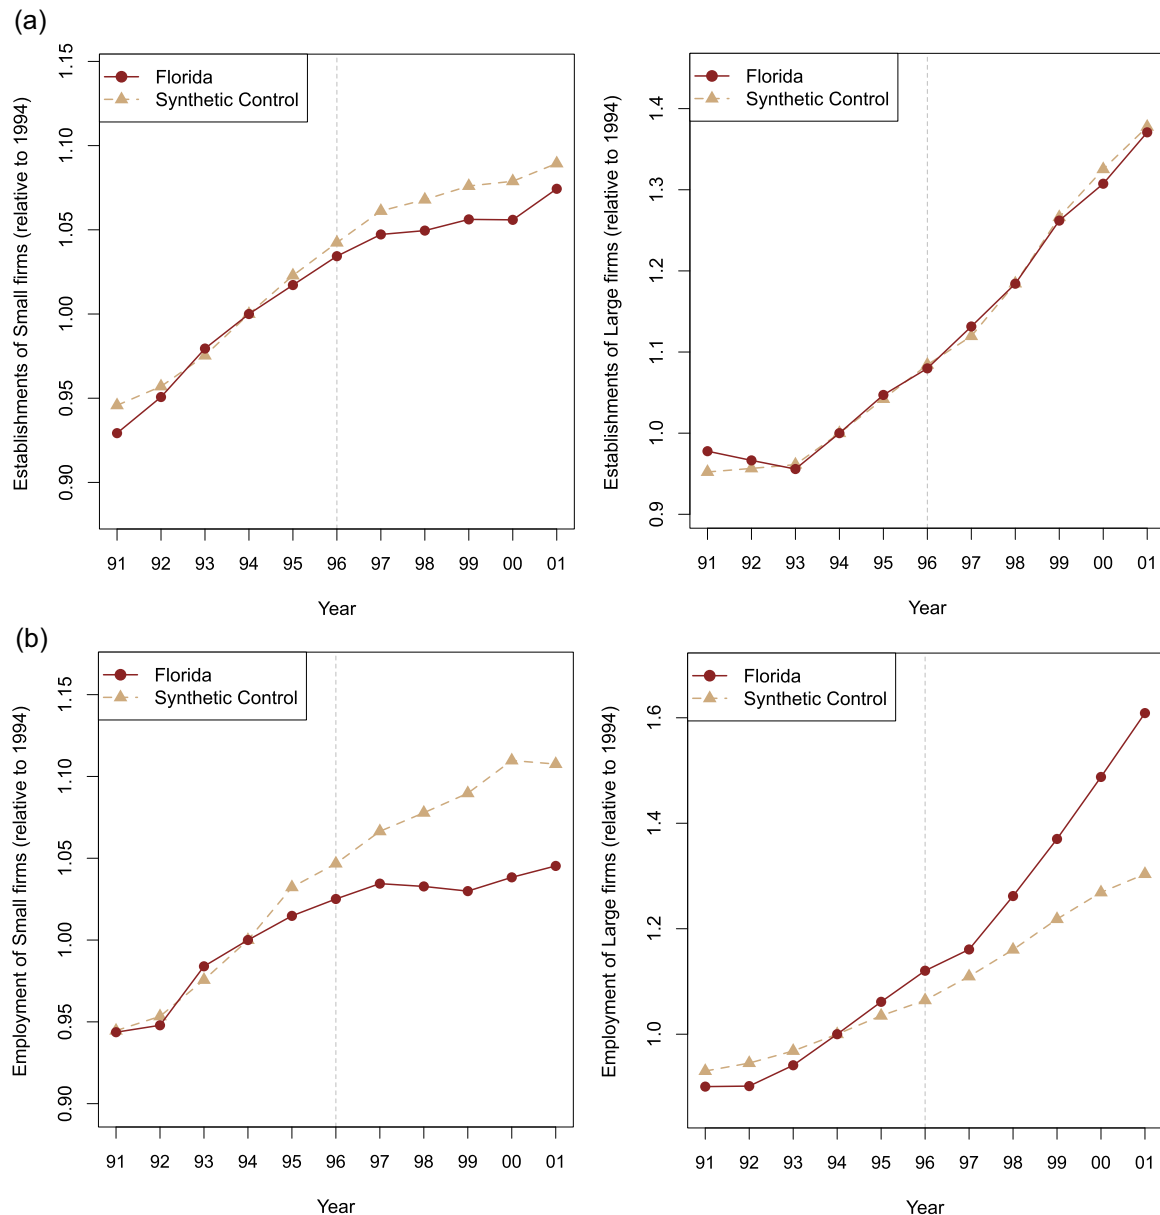 (a)
Florida
Synthetic Control
Establishments of Small firms (relative to 1994)
1.15
1.10
1.05
1.00
0.95
0.90
91 92 93 94 95 96 97 98 99 00 01
Year
Florida
Synthetic Control
Establishments of Large firms (relative to 1994)
1.4
1.3
1.2
1.1
1.0
0.9
91 92 93 94 95 96 97 98 99 00 01
Year
(b)
Florida
Synthetic Control
Employment of Small firms (relative to 1994)
1.15
1.10
1.05
1.00
0.95
0.90
91 92 93 94 95 96 97 98 99 00 01
Year
Florida
Synthetic Control
Employment of Large firms (relative to 1994)
1.6
1.4
1.2
1.0
91 92 93 94 95 96 97 98 99 00 01
Year